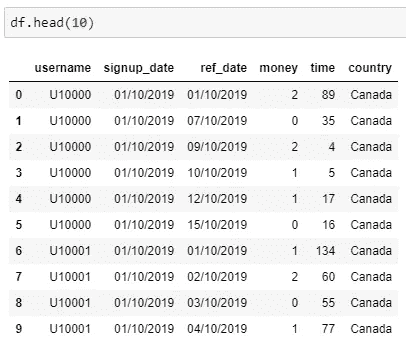 df.head(10)
username signup_date ref_date money time country
0 U10000 01/10/2019 01/10/2019 2 89 Canada
1 U10000 01/10/2019 07/10/2019 0 35 Canada
2 U10000 01/10/2019 09/10/2019 2 4 Canada
3 U10000 01/10/2019 10/10/2019 1 5 Canada
4 U10000 01/10/2019 12/10/2019 1 17 Canada
5 U10000 01/10/2019 15/10/2019 0 16 Canada
6 U10001 01/10/2019 01/10/2019 1 134 Canada
7 U10001 01/10/2019 02/10/2019 2 60 Canada
8 U10001 01/10/2019 03/10/2019 0 55 Canada
9 U10001 01/10/2019 04/10/2019 1 77 Canada